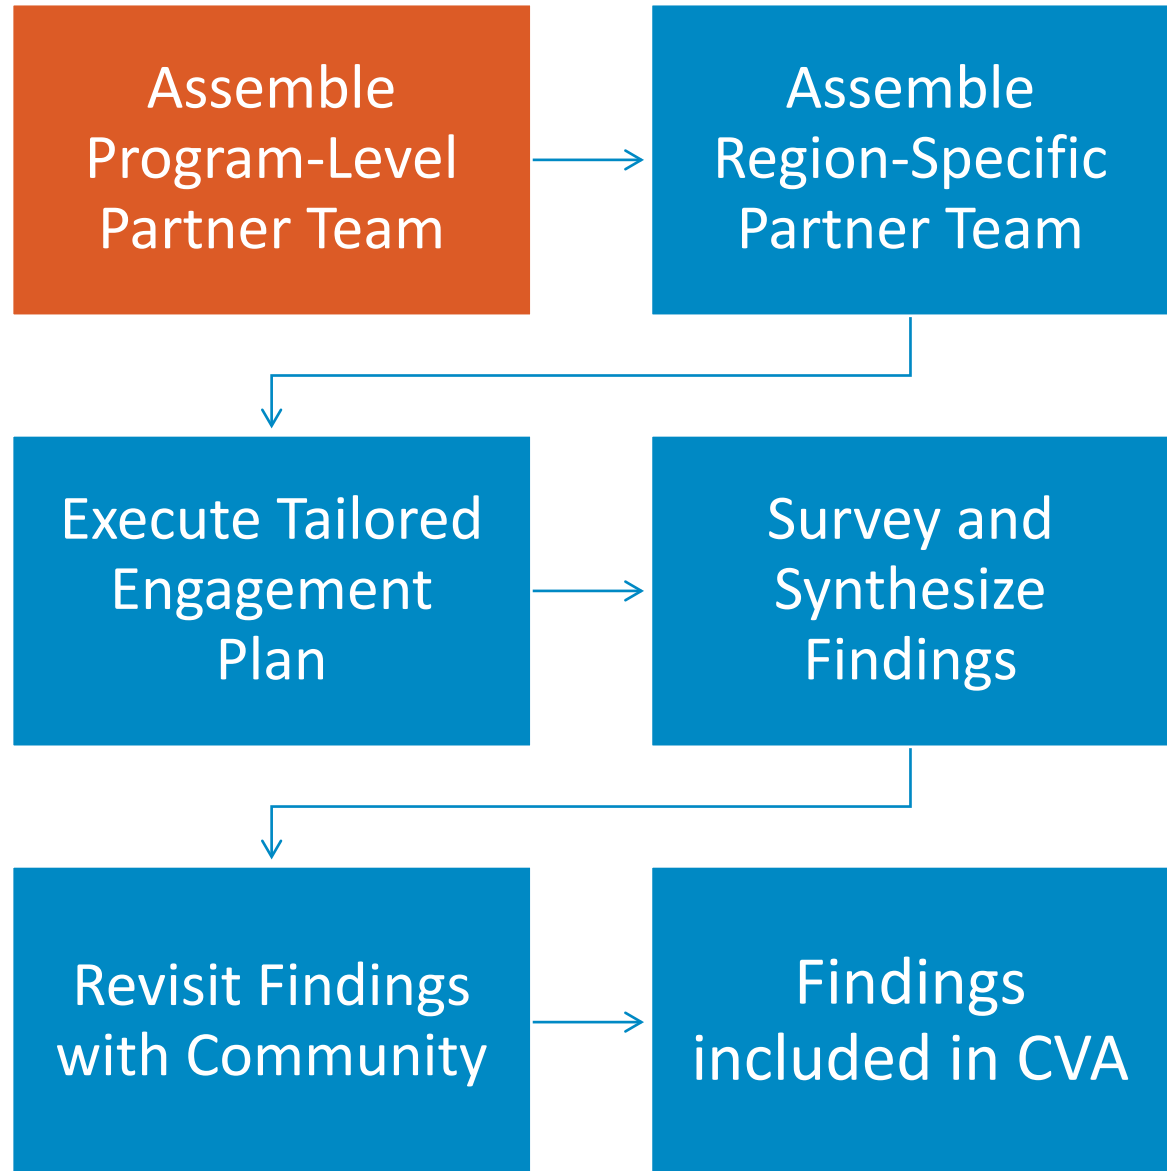 Assemble
Program-Level
Partner Team
Assemble
Region-Specific
Partner Team
Execute Tailored
Engagement
Plan
Survey and
Synthesize
Findings
Revisit Findings
with Community
Findings
included in CVA